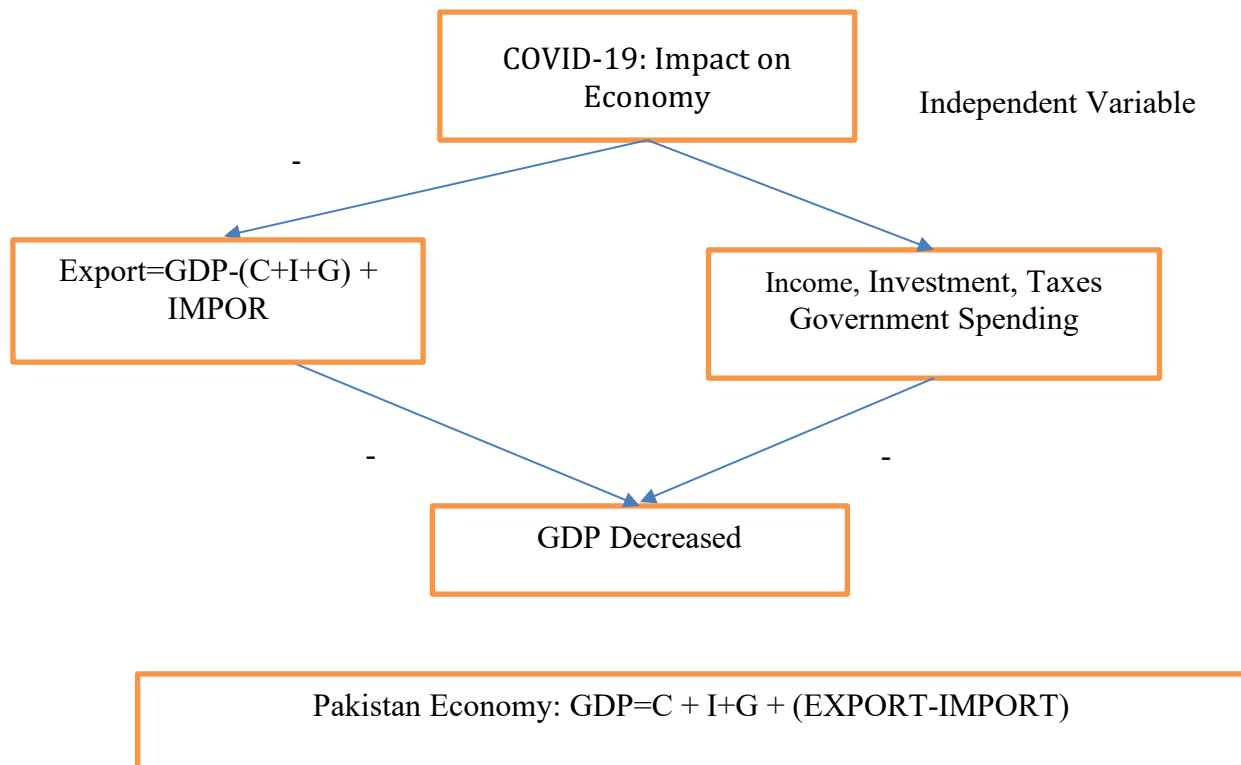 COVID-19: Impact on
Economy
Independent Variable
-
Export=GDP-(C+I+G) +
IMPOR
Income, Investment, Taxes
Government Spending
-
-
GDP Decreased
Pakistan Economy: GDP=C + I+G + (EXPORT-IMPORT)